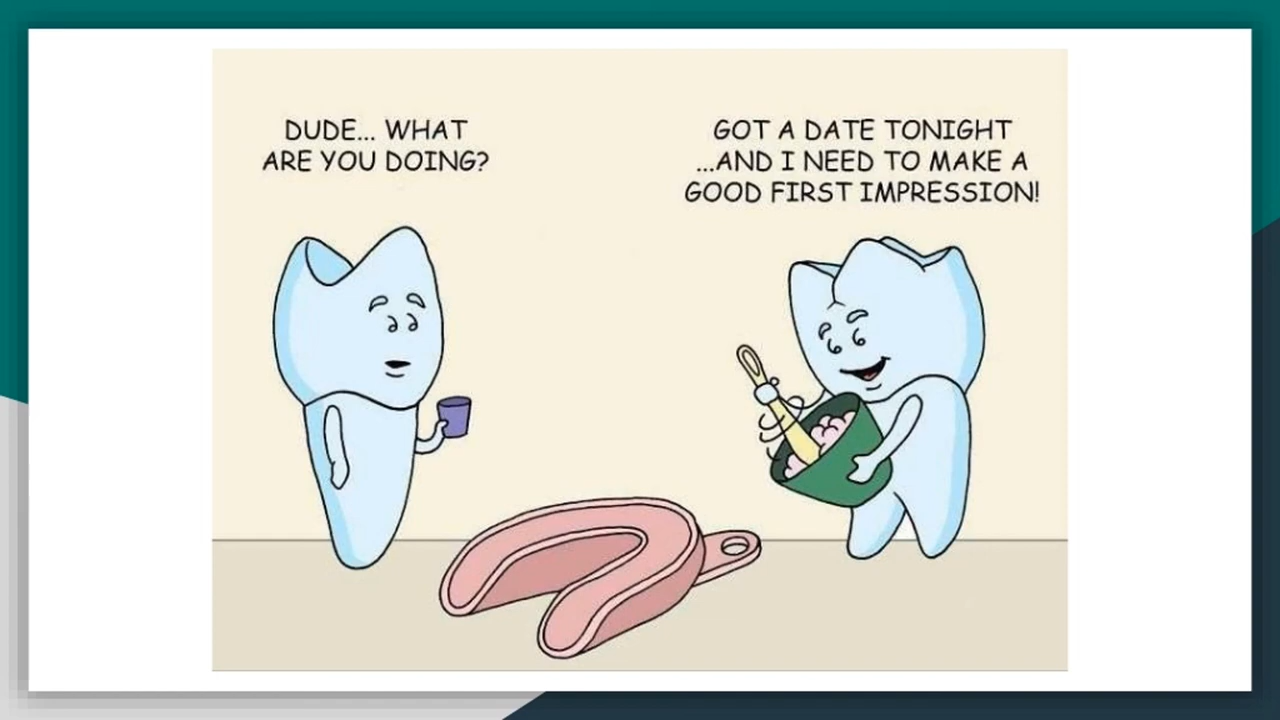 DUDE... WHAT
ARE YOU DOING?
GOT A DATE TONIGHT
...AND I NEED TO MAKE A
GOOD FIRST IMPRESSION!